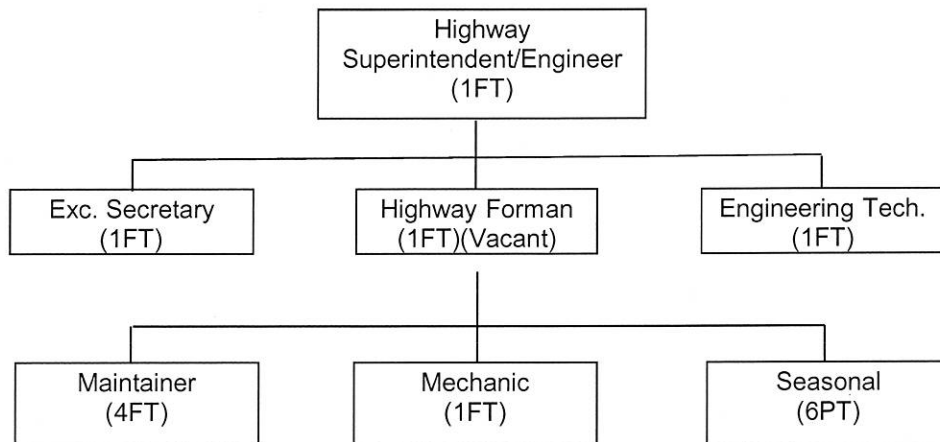 Highway
Superintendent/Engineer
(1FT)
Exc. Secretary
(1FT)
Highway Forman
(1FT)(Vacant)
Engineering Tech.
(1FT)
Maintainer
(4FT)
Mechanic
(1FT)
Seasonal
(6PT)